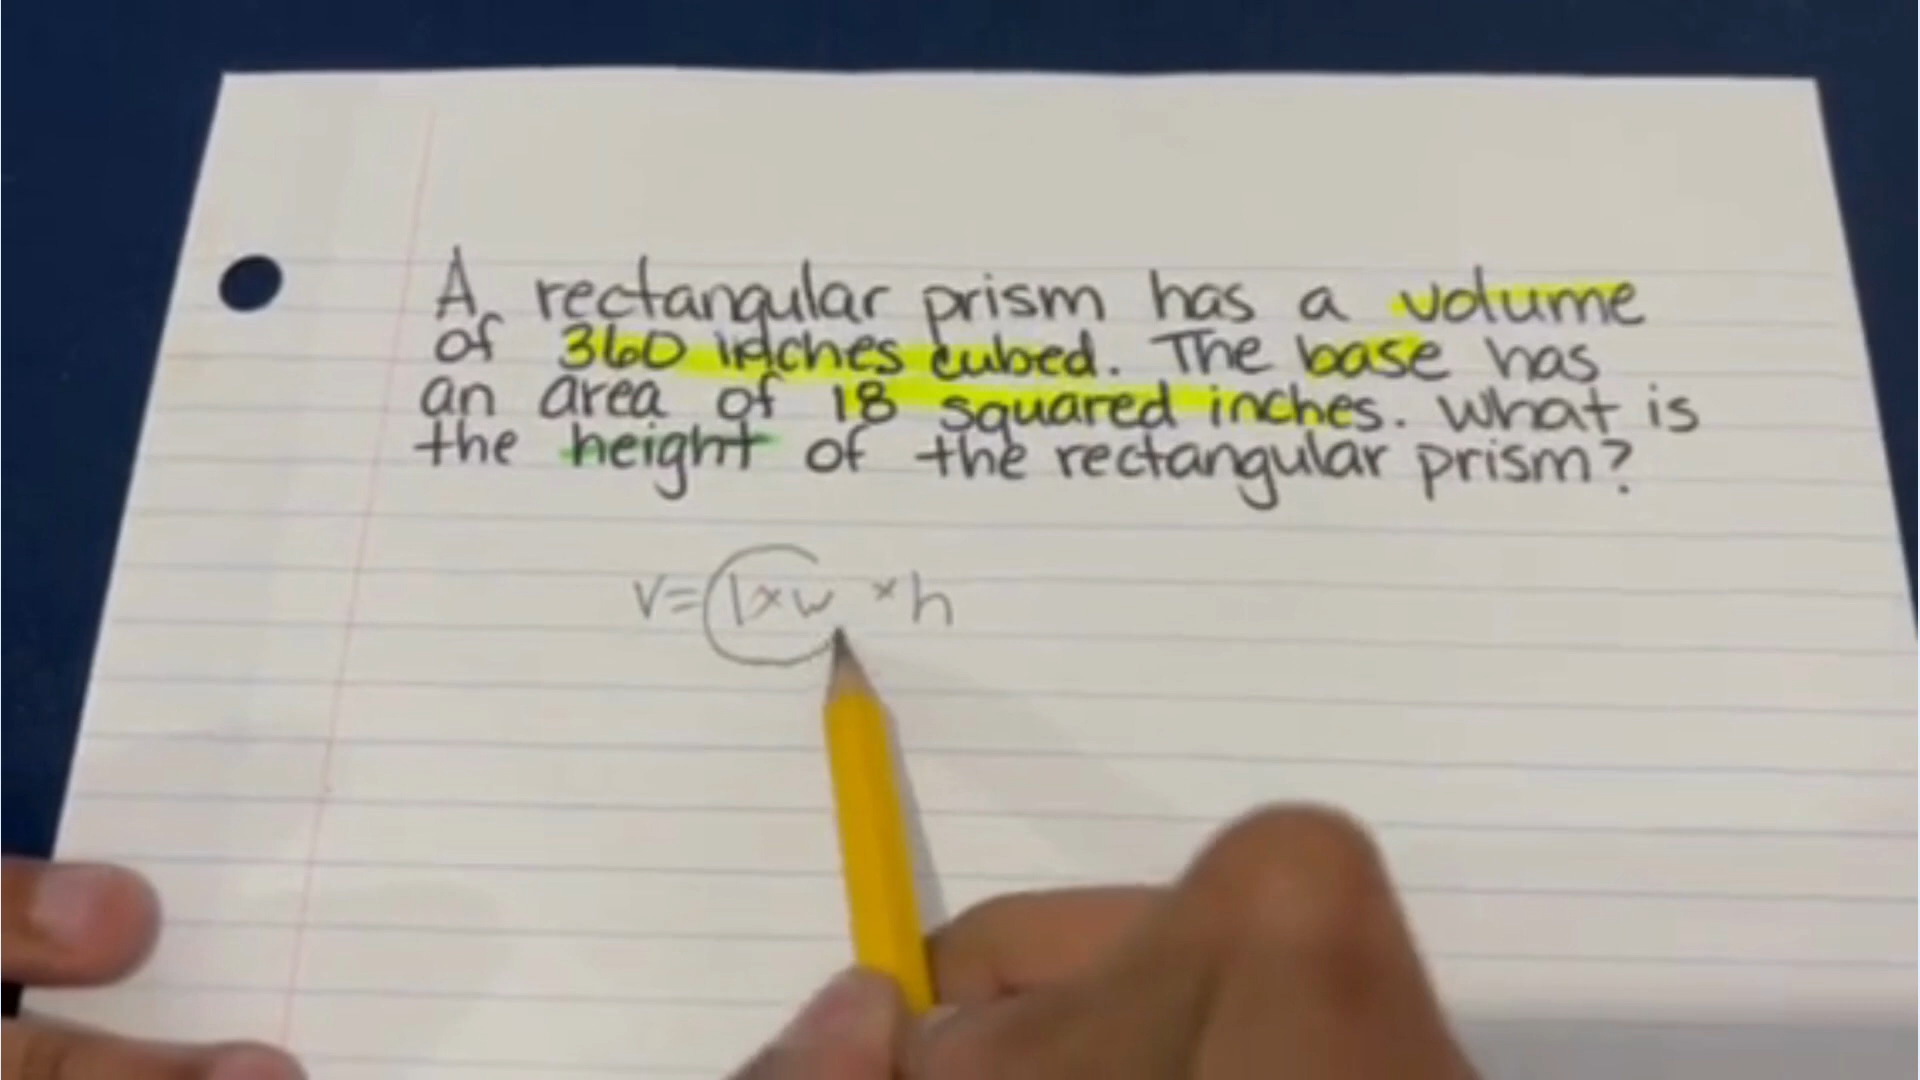 A rectangular prism has a volume
of 360 inches cubed. The base has
an area of 18 squared inches. What is
the height of the rectangular prism?
V=l×w ×h